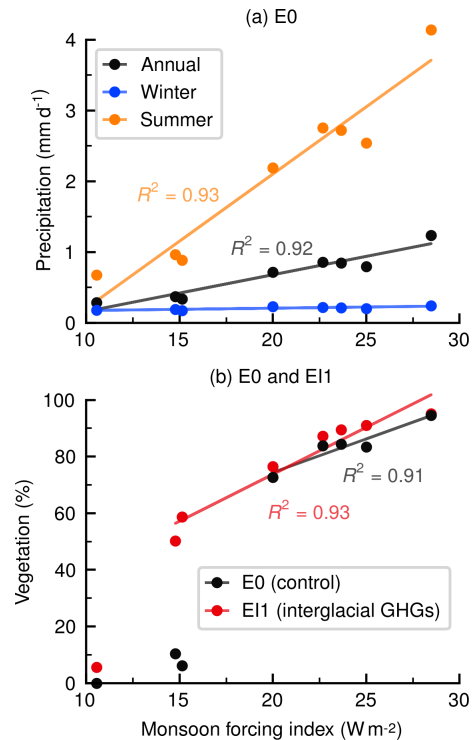 (a) E0
4
3
2
1
0
Precipitation (mm d-1)
Annual
Winter
Summer
R2 = 0.93
R2 = 0.92
10
15
20
25
30
(b) E0 and EI1
100
80
60
40
20
0
Vegetation (%)
R2 = 0.91
R2 = 0.93
E0 (control)
EI1 (interglacial GHGs)
10
15
20
25
30
Monsoon forcing index (W m-2)